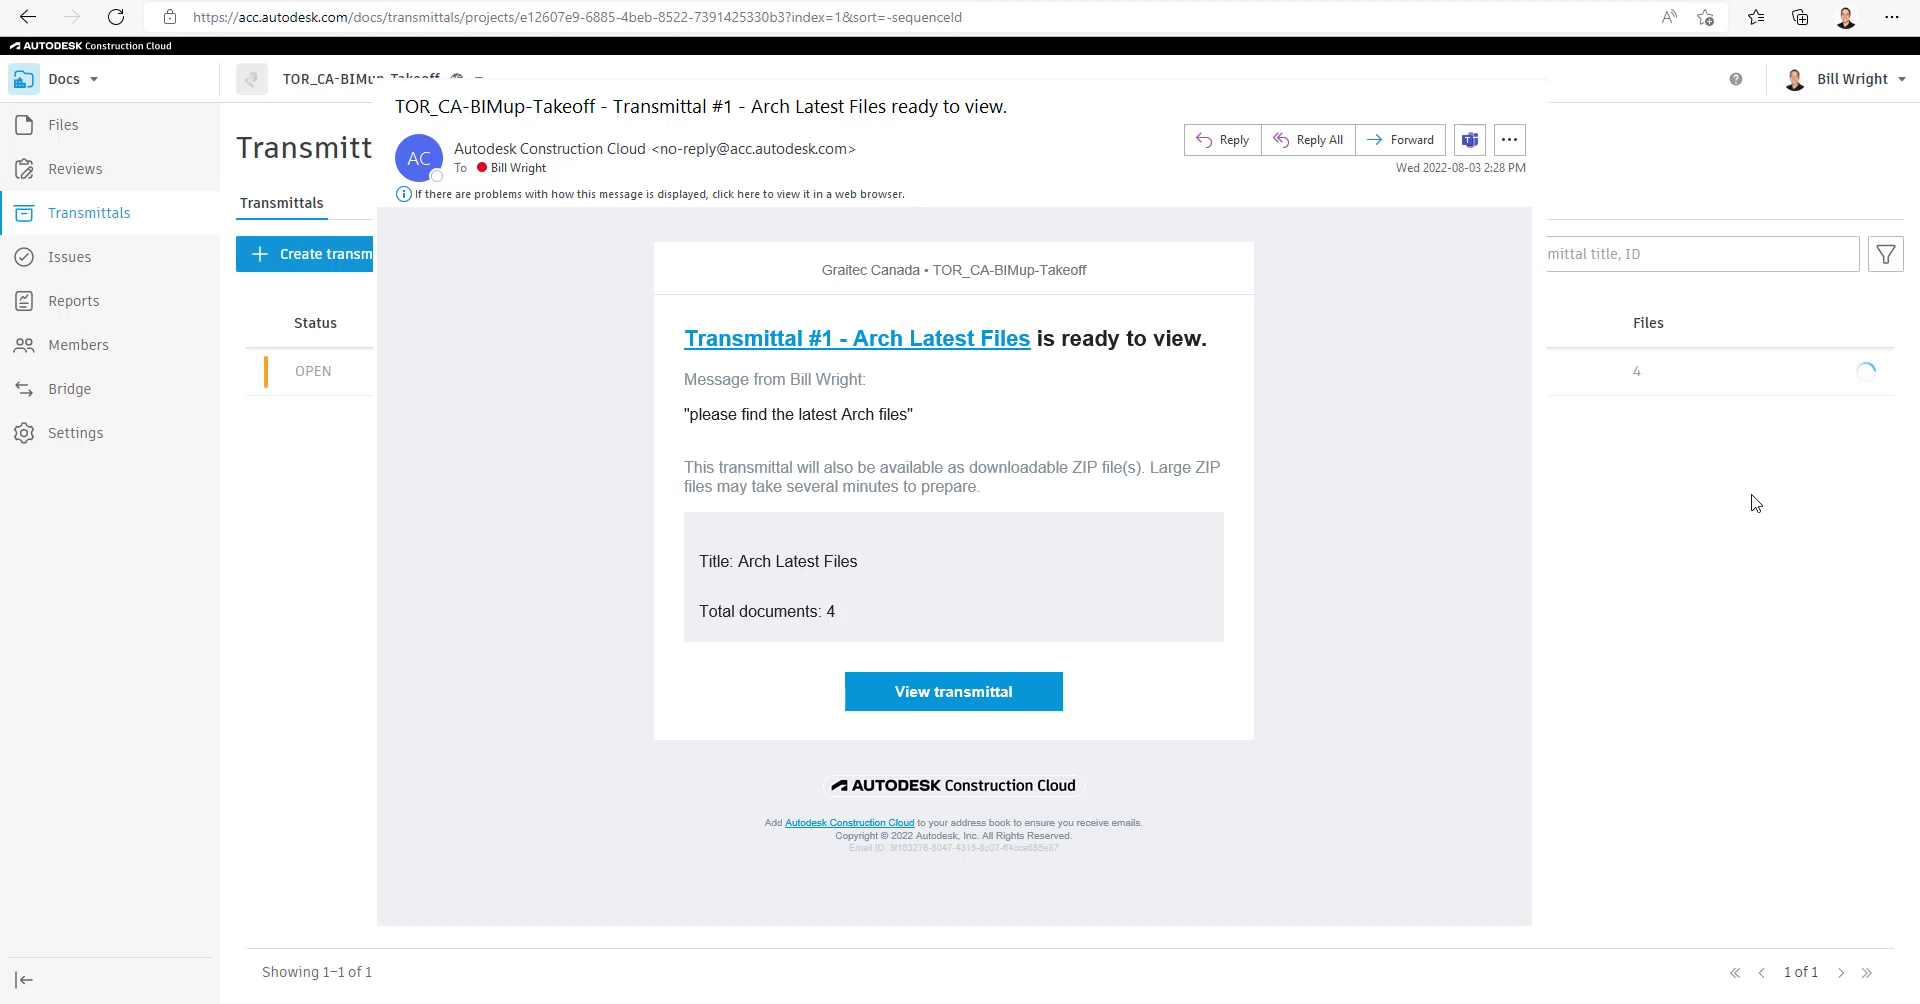 https://acc.autodesk.com/docs/transmittals/projects/e12607e9-6885-4beb-8522-7391425330b3?index=1&sort=-sequenceId
AUTODESK Construction Cloud
Docs
TOR_CA-BIMup-Takeoff
Bill Wright
TOR_CA-BIMup-Takeoff - Transmittal #1 - Arch Latest Files ready to view.
AC
Autodesk Construction Cloud <no-reply@acc.autodesk.com>
To Bill Wright
Reply
Reply All
Forward
Wed 2022-08-03 2:28 PM
If there are problems with how this message is displayed, click here to view it in a web browser.
Files
Reviews
Transmittals
Issues
Reports
Members
Bridge
Settings
Transmitt
Transmittals
Create transm
mittal title, ID
Status
Files
OPEN
4
Graitec Canada • TOR_CA-BIMup-Takeoff
Transmittal #1 - Arch Latest Files is ready to view.
Message from Bill Wright:
"please find the latest Arch files"
This transmittal will also be available as downloadable ZIP file(s). Large ZIP
files may take several minutes to prepare.
Title: Arch Latest Files
Total documents: 4
View transmittal
AUTODESK Construction Cloud
Add Autodesk Construction Cloud to your address book to ensure you receive emails.
Copyright © 2022 Autodesk, Inc. All Rights Reserved.
Showing 1-1 of 1
1 of 1